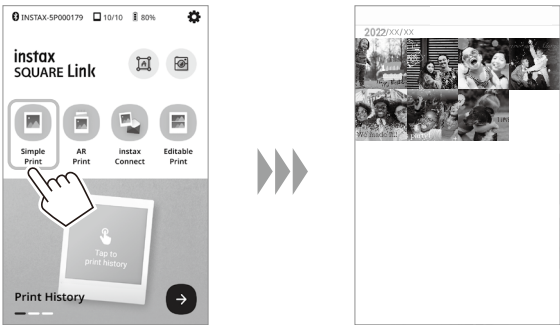 INSTAX-5P000179 10/10 80%
instax
SQUARE Link
Simple Print
AR Print
instax Connect
Editable Print
Tap to
print history
Print History
2022/XX/XX
We made it!